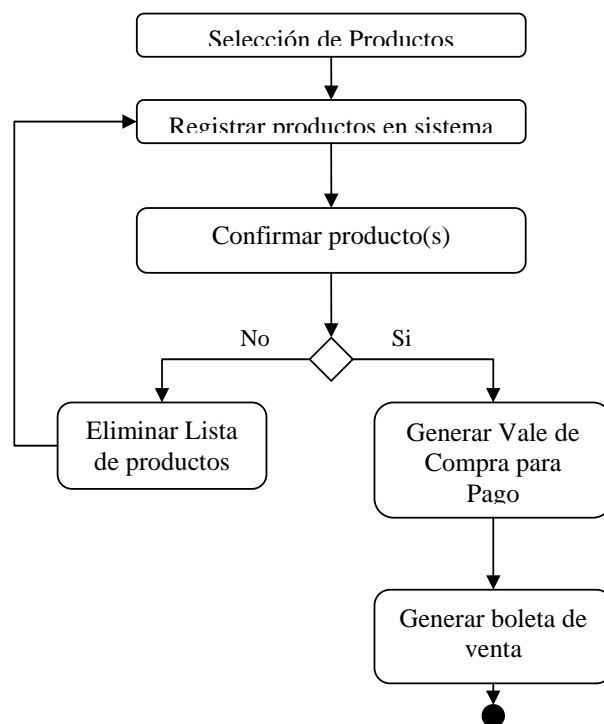 Selección de Productos
Registrar productos en sistema
Confirmar producto(s)
No
Si
Eliminar Lista
de productos
Generar Vale de
Compra para
Pago
Generar boleta de
venta